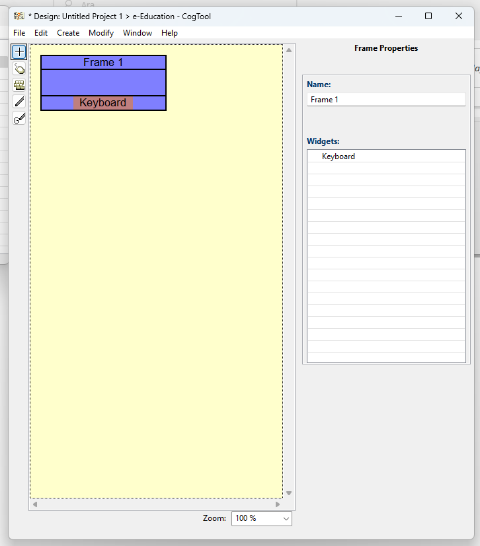 * Design: Untitled Project 1 > e-Education - CogTool
File Edit Create Modify Window Help
Frame 1
Keyboard
Frame Properties
Name:
Frame 1
Widgets:
Keyboard
Zoom: 100 %